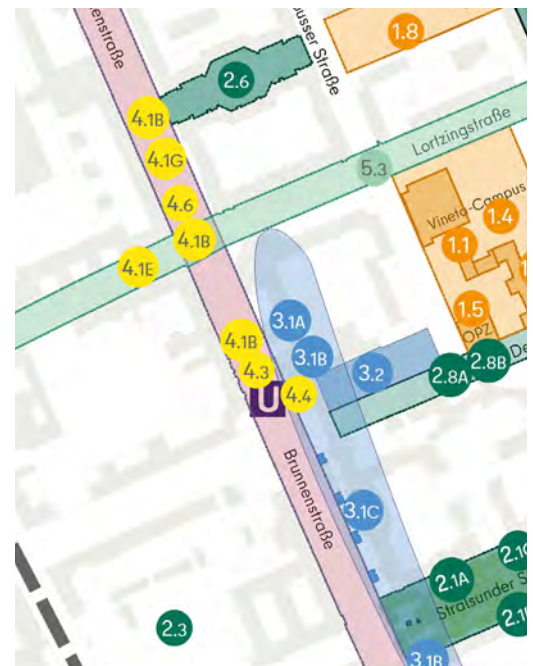 nenstraße
usser Straße
1.8
2.6
4.1B
4.1G
Lortzingstraße
5.3
4.6
4.1B
4.1E
Vineta-Campus
1.4
1.1
3.1A
1.5
OPZ
4.1B
3.1B
4.3
3.2
2.8A
2.8B
De
4.4
U
Brunnenstraße
3.1C
2.1A
Stralsunder S
2.3
3.1B